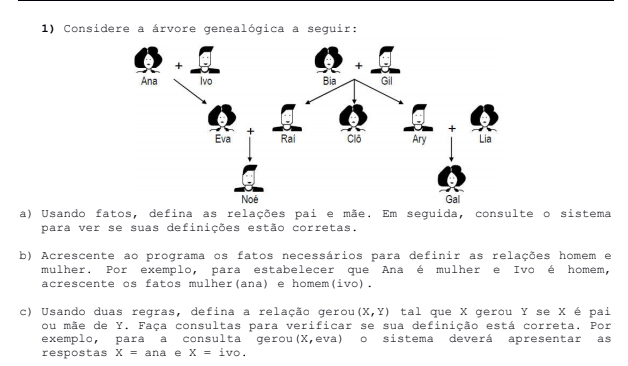 1) Considere a árvore genealógica a seguir:
+ +
Ana Ivo Bia Gil
+ +
Eva Raí Clô Ary Lia
Noé Gal
a) Usando fatos, defina as relações pai e mãe. Em seguida, consulte o sistema
para ver se suas definições estão corretas.
b) Acrescente ao programa os fatos necessários para definir as relações homem e
mulher. Por exemplo, para estabelecer que Ana é mulher e Ivo é homem,
acrescente os fatos mulher(ana) e homem(ivo).
c) Usando duas regras, defina a relação gerou(X,Y) tal que X gerou Y se X é pai
ou mãe de Y. Faça consultas para verificar se sua definição está correta. Por
exemplo, para a consulta gerou(X,eva) o sistema deverá apresentar as
respostas X = ana e X = ivo.